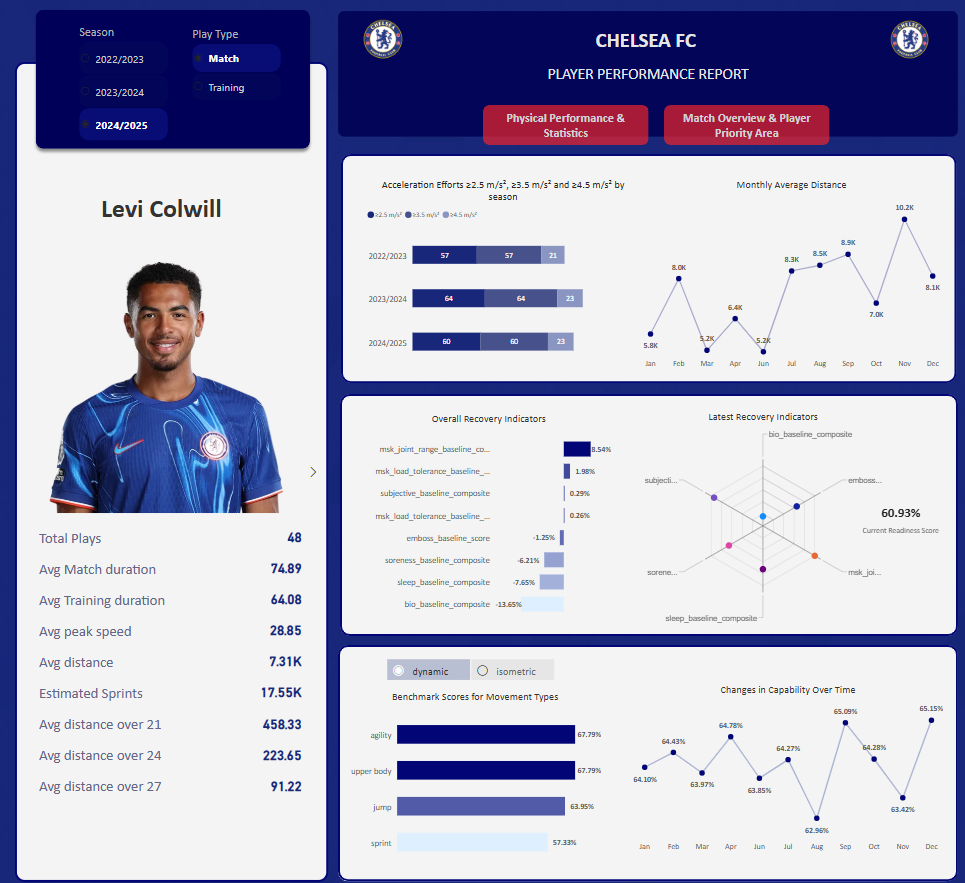 Season
2022/2023
2023/2024
2024/2025
Play Type
Match
Training
CHELSEA FC
PLAYER PERFORMANCE REPORT
Physical Performance &
Statistics
Match Overview & Player
Priority Area
Levi Colwill
Total Plays 48
Avg Match duration 74.89
Avg Training duration 64.08
Avg peak speed 28.85
Avg distance 7.31K
Estimated Sprints 17.55K
Avg distance over 21 458.33
Avg distance over 24 223.65
Avg distance over 27 91.22
Acceleration Efforts ≥2.5 m/s², ≥3.5 m/s² and ≥4.5 m/s² by
season
≥2.5 m/s² ≥3.5 m/s² ≥4.5 m/s²
2022/2023 57 57 21
2023/2024 64 64 23
2024/2025 60 60 23
Monthly Average Distance
5.8K 8.0K 5.2K 6.4K 5.2K 8.3K 8.5K 8.9K 7.0K 10.2K 8.1K
Jan Feb Mar Apr Jun Jul Aug Sep Oct Nov Dec
Overall Recovery Indicators
msk_joint_range_baseline_co... 8.54%
msk_load_tolerance_baseline_... 1.98%
subjective_baseline_composite 0.29%
msk_load_tolerance_baseline_... 0.26%
emboss_baseline_score -1.25%
soreness_baseline_composite -6.21%
sleep_baseline_composite -7.65%
bio_baseline_composite -13.65%
Latest Recovery Indicators
bio_baseline_composite
subjecti...
emboss...
sorene...
msk_joi...
sleep_baseline_composite
60.93%
Current Readiness Score
dynamic
isometric
Benchmark Scores for Movement Types
agility 67.79%
upper body 67.79%
jump 63.95%
sprint 57.33%
Changes in Capability Over Time
64.10% 64.43% 63.97% 64.78% 63.85% 64.27% 62.96% 65.09% 64.28% 63.42% 65.15%
Jan Feb Mar Apr Jun Jul Aug Sep Oct Nov Dec